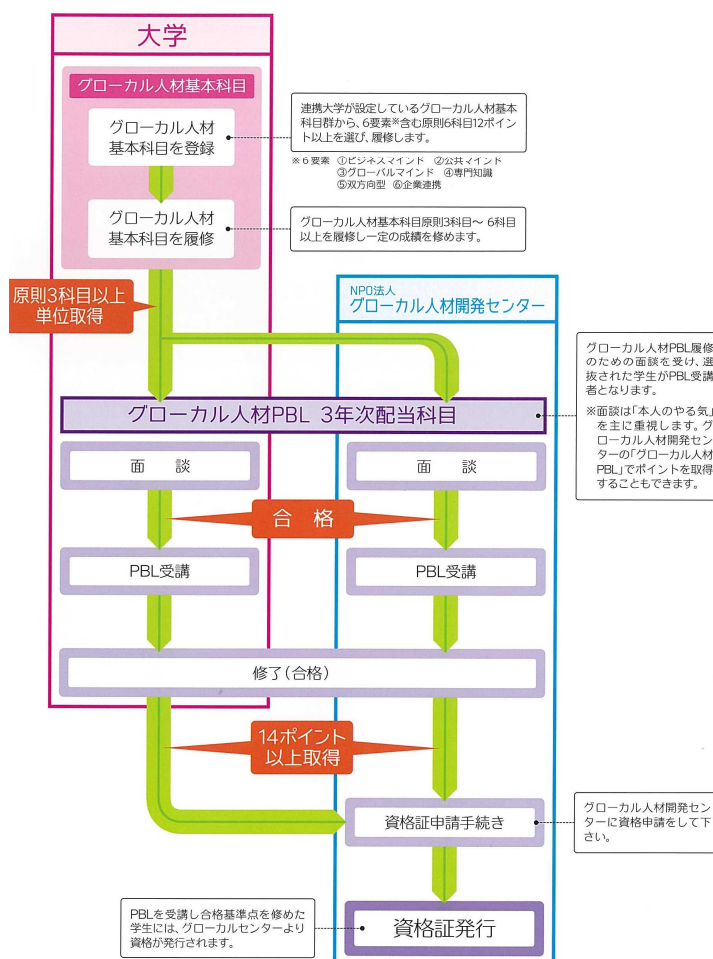 大学
グローカル人材基本科目
グローカル人材
基本科目を登録
連携大学が設定しているグローカル人材基本
科目群から、6要素※含む原則6科目12ポイン
ト以上を選び、履修します。
※6要素 ①ビジネスマインド ②公共マインド
③グローバルマインド ④専門知識
⑤双方向型 ⑥企業連携
グローカル人材
基本科目を履修
グローカル人材基本科目原則3科目～6科目
以上を履修し一定の成績を修めます。
原則3科目以上
単位取得
NPO法人
グローカル人材開発センター
グローカル人材PBL履修
のための面談を受け、選
抜された学生がPBL受講
者となります。
※面談は「本人のやる気」
を主に重視します。グ
ローカル人材開発セン
ターの「グローカル人材
PBL」でポイントを取得
することもできます。
グローカル人材PBL 3年次配当科目
面 談
面 談
合 格
PBL受講
PBL受講
修了(合格)
14ポイント
以上取得
資格証申請手続き
グローカル人材開発セン
ターに資格申請をして下
さい。
PBLを受講し合格基準点を修めた
学生には、グローカルセンターより
資格が発行されます。
資格証発行